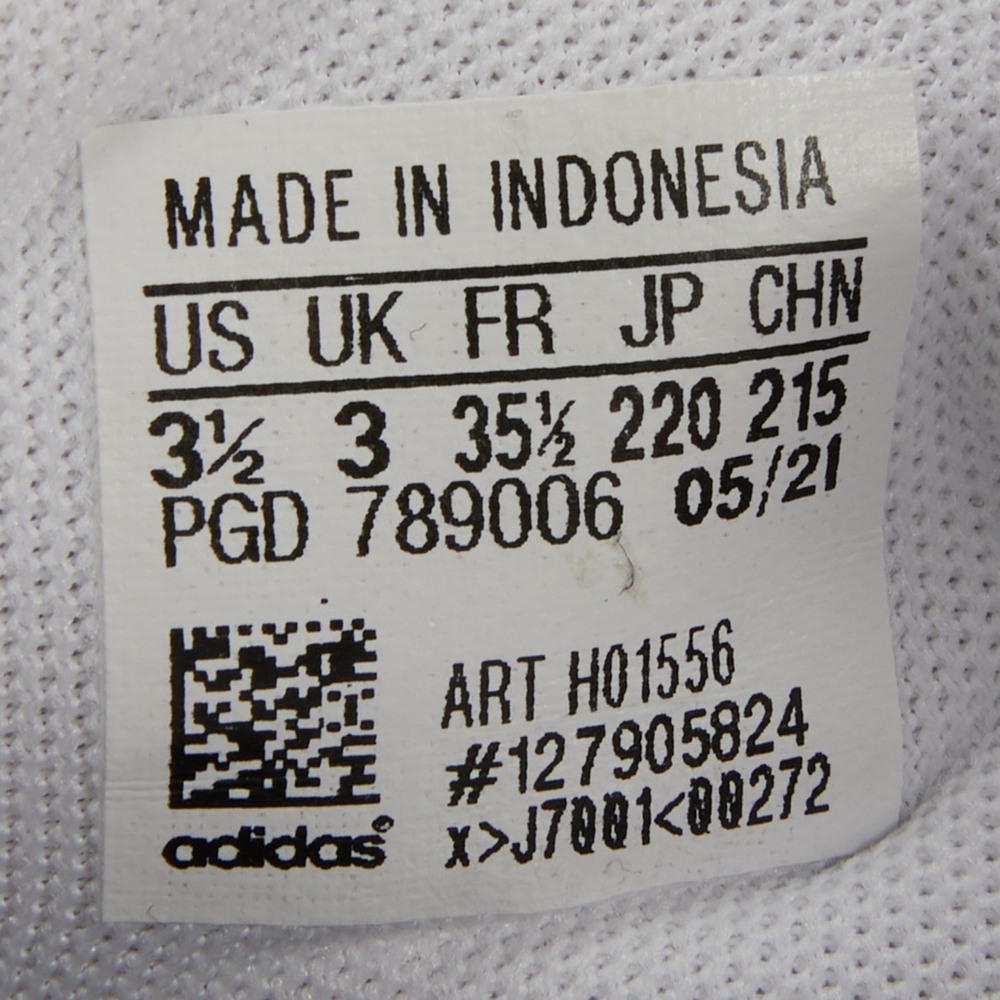 MADE IN INDONESIA
US UK FR JP CHN
3½ 3 35½ 220 215
PGD 789006 05/21
ART H01556
#127905824
x>J7001<00272
adidas®